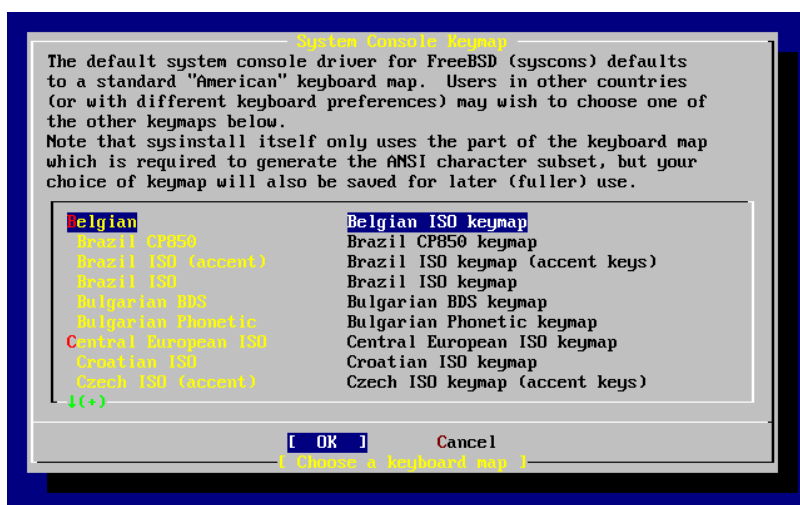 System Console Keymap
The default system console driver for FreeBSD (syscons) defaults
to a standard "American" keyboard map. Users in other countries
(or with different keyboard preferences) may wish to choose one of
the other keymaps below.
Note that sysinstall itself only uses the part of the keyboard map
which is required to generate the ANSI character subset, but your
choice of keymap will also be saved for later (fuller) use.
Belgian Belgian ISO keymap
Brazil CP850 Brazil CP850 keymap
Brazil ISO (accent) Brazil ISO keymap (accent keys)
Brazil ISO Brazil ISO keymap
Bulgarian BDS Bulgarian BDS keymap
Bulgarian Phonetic Bulgarian Phonetic keymap
Central European ISO Central European ISO keymap
Croatian ISO Croatian ISO keymap
Czech ISO (accent) Czech ISO keymap (accent keys)
↓(+)
[ OK ] Cancel
[ Choose a keyboard map ]